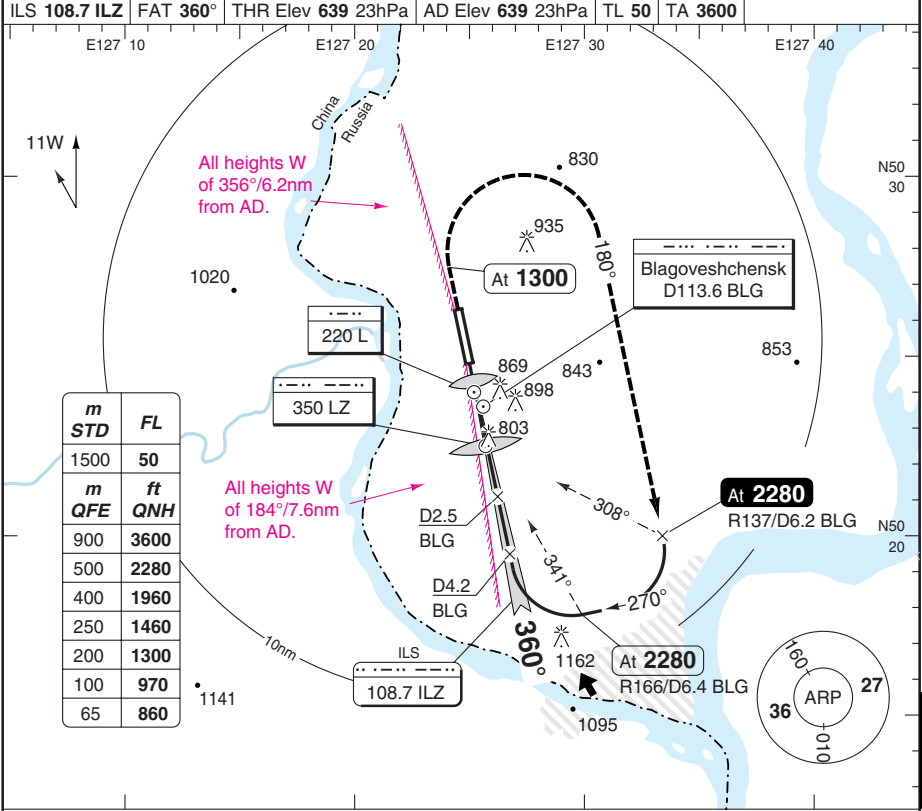 ILS 108.7 ILZ FAT 360° THR Elev 639 23hPa AD Elev 639 23hPa TL 50 TA 3600
E127 10
E127 20
E127 30
E127 40
China
Russia
11W
All heights W
of 356°/6.2nm
from AD.
830
N50
30
935
180°
At 1300
Blagoveshchensk
D113.6 BLG
1020
220 L
869
843
853
898
350 LZ
803
m STD FL
1500 50
m QFE ft QNH
900 3600
500 2280
400 1960
250 1460
200 1300
100 970
65 860
All heights W
of 184°/7.6nm
from AD.
D2.5
BLG
308°
At 2280
R137/D6.2 BLG
N50
20
D4.2
BLG
341°
270°
10nm
360°
ILS
108.7 ILZ
1162
At 2280
R166/D6.4 BLG
1141
1095
160
ARP
27
36
010